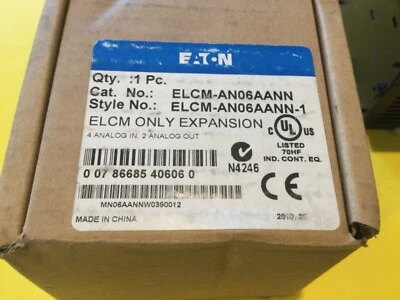 EATON
Qty. :1 Pc.
Cat. No.: ELCM-AN06AANN
Style No.: ELCM-AN06AANN-1
ELCM ONLY EXPANSION
4 ANALOG IN, 2 ANALOG OUT
C UL US
LISTED
70HF
IND. CONT. EQ.
N4246
0 07 86685 40606 0
MN06AANNW0390012
CE
MADE IN CHINA